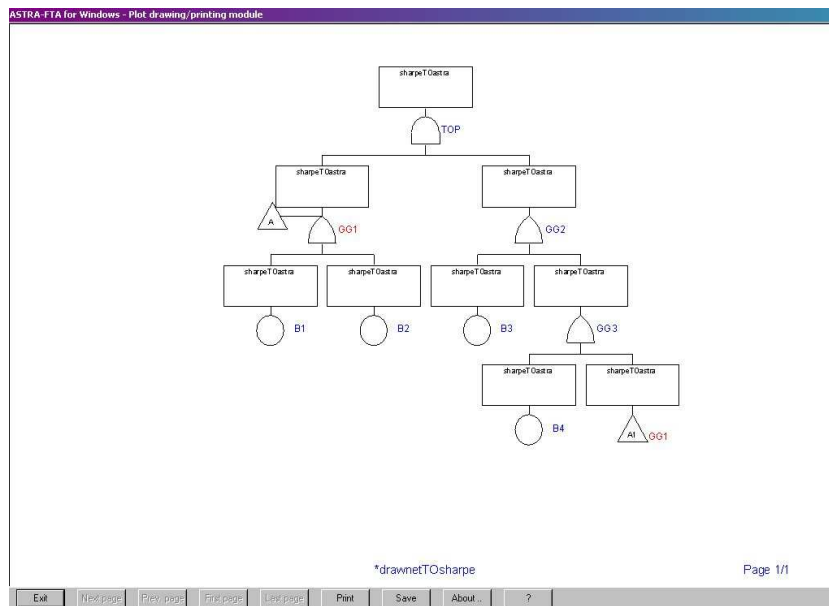 ASTRA-FTA for Windows - Plot drawing/printing module
sharpeTOastra
TOP
sharpeTOastra
sharpeTOastra
A
GG1
GG2
sharpeTOastra
sharpeTOastra
sharpeTOastra
sharpeTOastra
B1
B2
B3
GG3
sharpeTOastra
sharpeTOastra
B4
A1
GG1
*drawnetTOsharpe
Page 1/1
Exit
Next page
Prev. page
First page
Last page
Print
Save
About ..
?